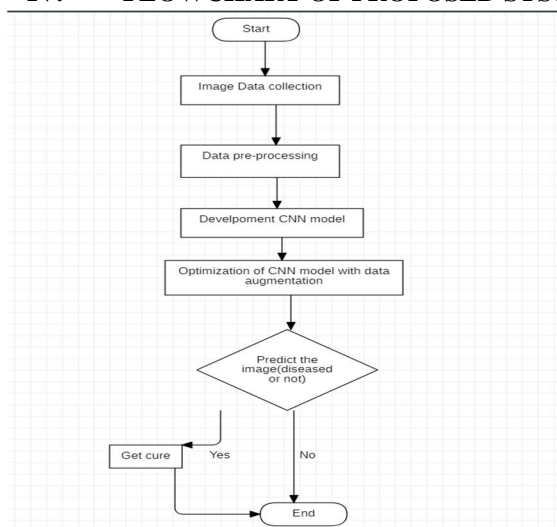 Start
Image Data collection
Data pre-processing
Develpoment CNN model
Optimization of CNN model with data
augmentation
Predict the
image(diseased
or not)
Get cure
Yes
No
End